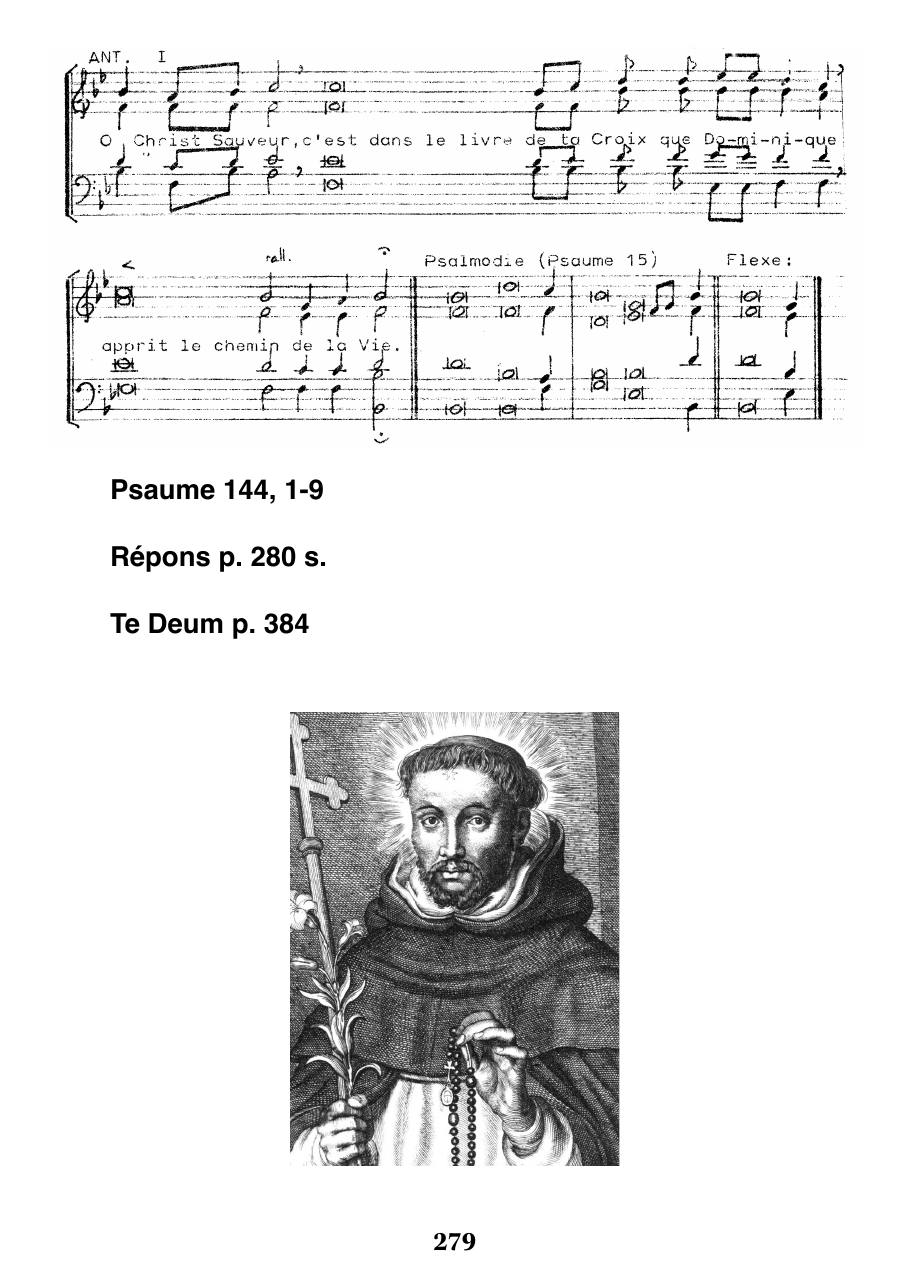 ANT. I
O Christ Sauveur, c'est dans le livre de ta Croix que Do-mi-ni-que
rall.
Psalmodie (Psaume 15) Flexe:
apprit le chemin de la Vie.
Psaume 144, 1-9
Répons p. 280 s.
Te Deum p. 384
279